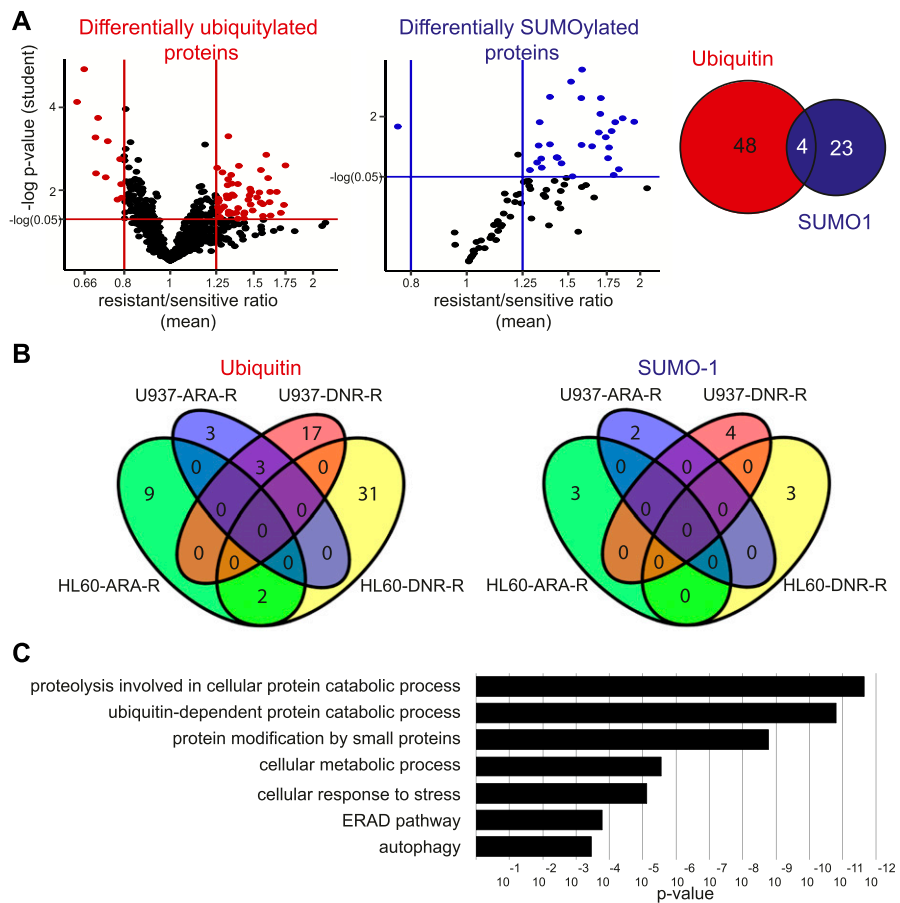 A
Differentially ubiquitylated
proteins
−log p-value (student)
4
2
-log(0.05)
0.66 0.8 1 1.25 1.5 1.75 2
resistant/sensitive ratio
(mean)
Differentially SUMOylated
proteins
2
-log(0.05)
0.8 1 1.25 1.5 1.75 2
resistant/sensitive ratio
(mean)
Ubiquitin
48 4 23
SUMO1
B
Ubiquitin
U937-ARA-R U937-DNR-R
3 17
0 3 0
9 31
0 0
0
0 0 0 0
HL60-ARA-R HL60-DNR-R
2
SUMO-1
U937-ARA-R U937-DNR-R
2 4
0 0 0
3 3
0 0
0
0 0 0 0
HL60-ARA-R HL60-DNR-R
0
C
proteolysis involved in cellular protein catabolic process
ubiquitin-dependent protein catabolic process
protein modification by small proteins
cellular metabolic process
cellular response to stress
ERAD pathway
autophagy
10-1 10-2 10-3 10-4 10-5 10-6 10-7 10-8 10-9 10-10 10-11 10-12
p-value